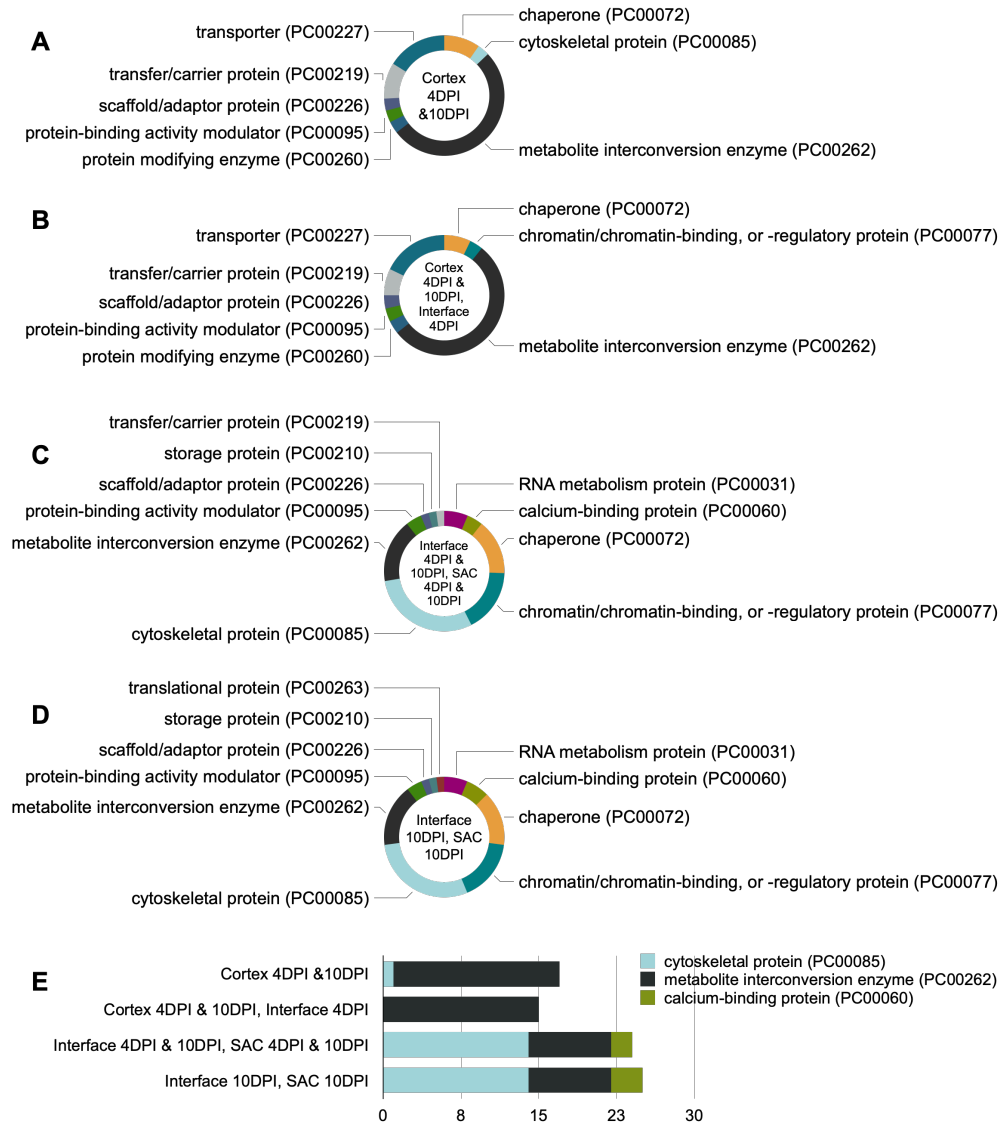 A
transporter (PC00227)
transfer/carrier protein (PC00219)
scaffold/adaptor protein (PC00226)
protein-binding activity modulator (PC00095)
protein modifying enzyme (PC00260)
Cortex
4DPI
&10DPI
chaperone (PC00072)
cytoskeletal protein (PC00085)
metabolite interconversion enzyme (PC00262)
B
transporter (PC00227)
transfer/carrier protein (PC00219)
scaffold/adaptor protein (PC00226)
protein-binding activity modulator (PC00095)
protein modifying enzyme (PC00260)
Cortex
4DPI &
10DPI,
Interface
4DPI
chaperone (PC00072)
chromatin/chromatin-binding, or -regulatory protein (PC00077)
metabolite interconversion enzyme (PC00262)
C
transfer/carrier protein (PC00219)
storage protein (PC00210)
scaffold/adaptor protein (PC00226)
protein-binding activity modulator (PC00095)
metabolite interconversion enzyme (PC00262)
cytoskeletal protein (PC00085)
Interface
4DPI &
10DPI, SAC
4DPI &
10DPI
RNA metabolism protein (PC00031)
calcium-binding protein (PC00060)
chaperone (PC00072)
chromatin/chromatin-binding, or -regulatory protein (PC00077)
D
translational protein (PC00263)
storage protein (PC00210)
scaffold/adaptor protein (PC00226)
protein-binding activity modulator (PC00095)
metabolite interconversion enzyme (PC00262)
cytoskeletal protein (PC00085)
Interface
10DPI, SAC
10DPI
RNA metabolism protein (PC00031)
calcium-binding protein (PC00060)
chaperone (PC00072)
chromatin/chromatin-binding, or -regulatory protein (PC00077)
E
Cortex 4DPI &10DPI
Cortex 4DPI & 10DPI, Interface 4DPI
Interface 4DPI & 10DPI, SAC 4DPI & 10DPI
Interface 10DPI, SAC 10DPI
cytoskeletal protein (PC00085)
metabolite interconversion enzyme (PC00262)
calcium-binding protein (PC00060)
0 8 15 23 30